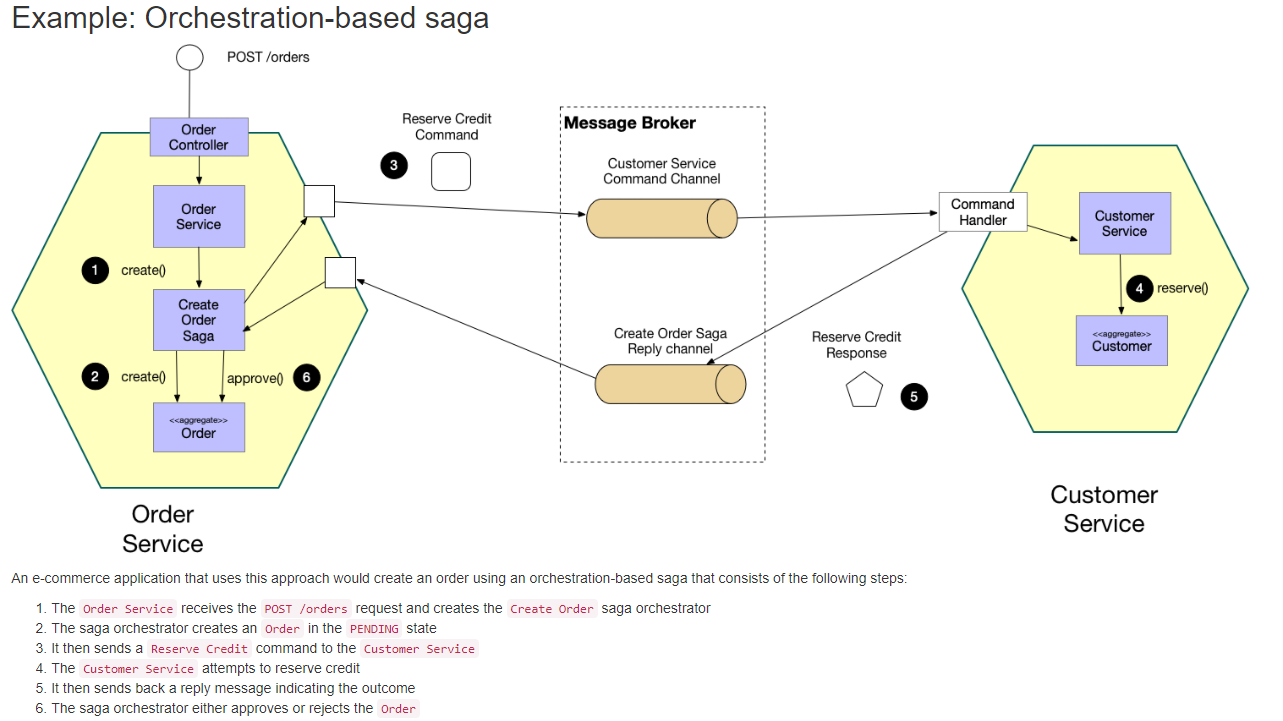 Example: Orchestration-based saga
POST /orders
Order
Controller
Order
Service
1 create()
Create
Order
Saga
2 create()
approve() 6
<<aggregate>>
Order
Order
Service
Reserve Credit
Command
3
Message Broker
Customer Service
Command Channel
Create Order Saga
Reply channel
Reserve Credit
Response
5
Command
Handler
Customer
Service
4 reserve()
<<aggregate>>
Customer
Customer
Service
An e-commerce application that uses this approach would create an order using an orchestration-based saga that consists of the following steps:
1. The Order Service receives the POST /orders request and creates the Create Order saga orchestrator
2. The saga orchestrator creates an Order in the PENDING state
3. It then sends a Reserve Credit command to the Customer Service
4. The Customer Service attempts to reserve credit
5. It then sends back a reply message indicating the outcome
6. The saga orchestrator either approves or rejects the Order